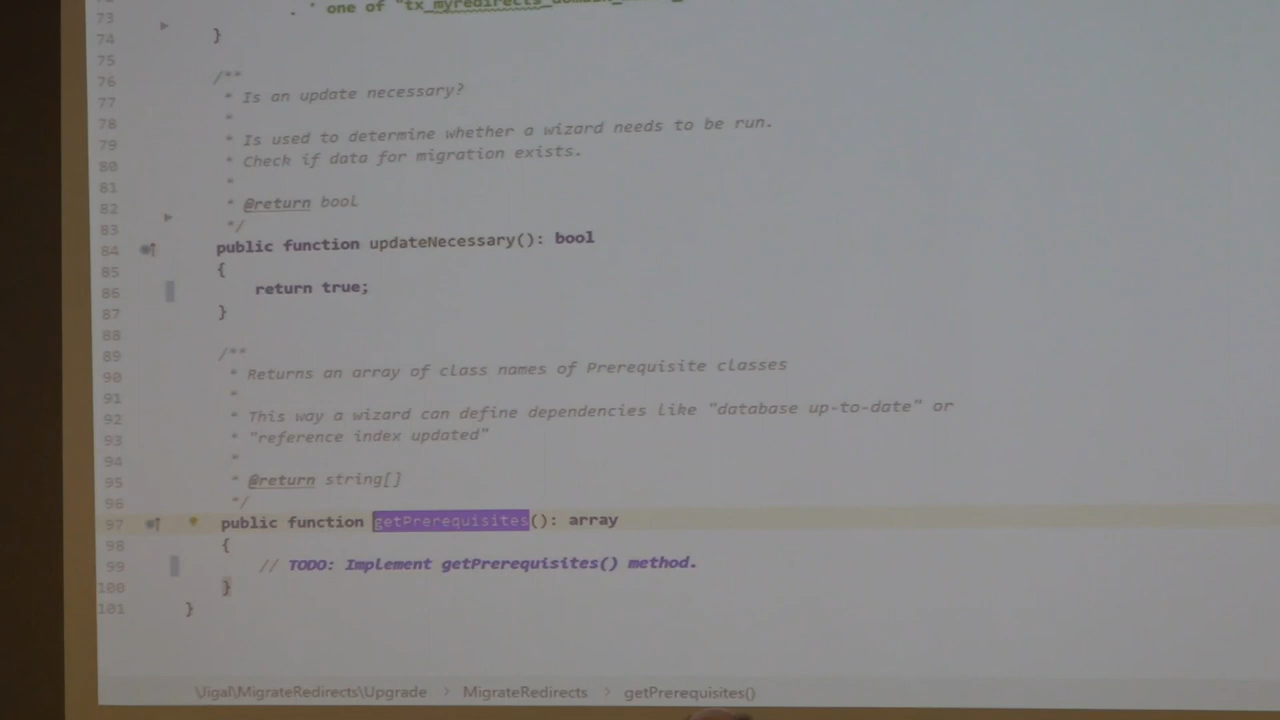 73 . ' one of "tx_myredirects_domain_
74 }
75
76 /**
77 * Is an update necessary?
78 *
79 * Is used to determine whether a wizard needs to be run.
80 * Check if data for migration exists.
81 *
82 * @return bool
83 */
84 public function updateNecessary(): bool
85 {
86 return true;
87 }
88
89 /**
90 * Returns an array of class names of Prerequisite classes
91 *
92 * This way a wizard can define dependencies like "database up-to-date" or
93 * "reference index updated"
94 *
95 * @return string[]
96 */
97 public function getPrerequisites(): array
98 {
99 // TODO: Implement getPrerequisites() method.
100 }
101 }
\Jigal\MigrateRedirects\Upgrade > MigrateRedirects > getPrerequisites()